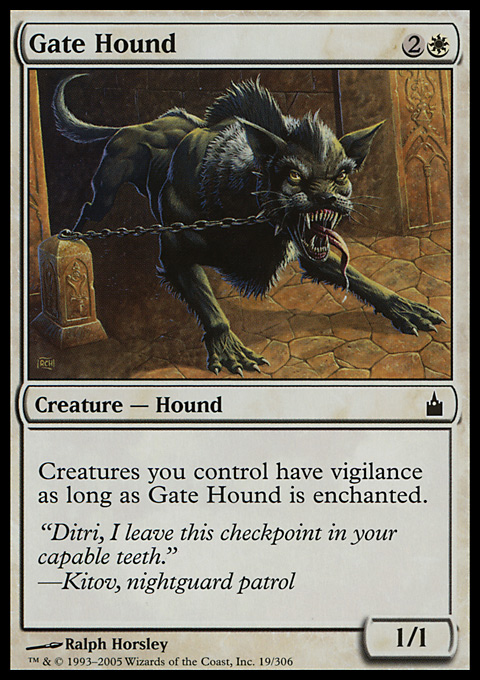 Gate Hound
2
Creature — Hound
Creatures you control have vigilance
as long as Gate Hound is enchanted.
“Ditri, I leave this checkpoint in your
capable teeth.”
—Kitov, nightguard patrol
RCH
Ralph Horsley
1/1
™ & © 1993–2005 Wizards of the Coast, Inc. 19/306